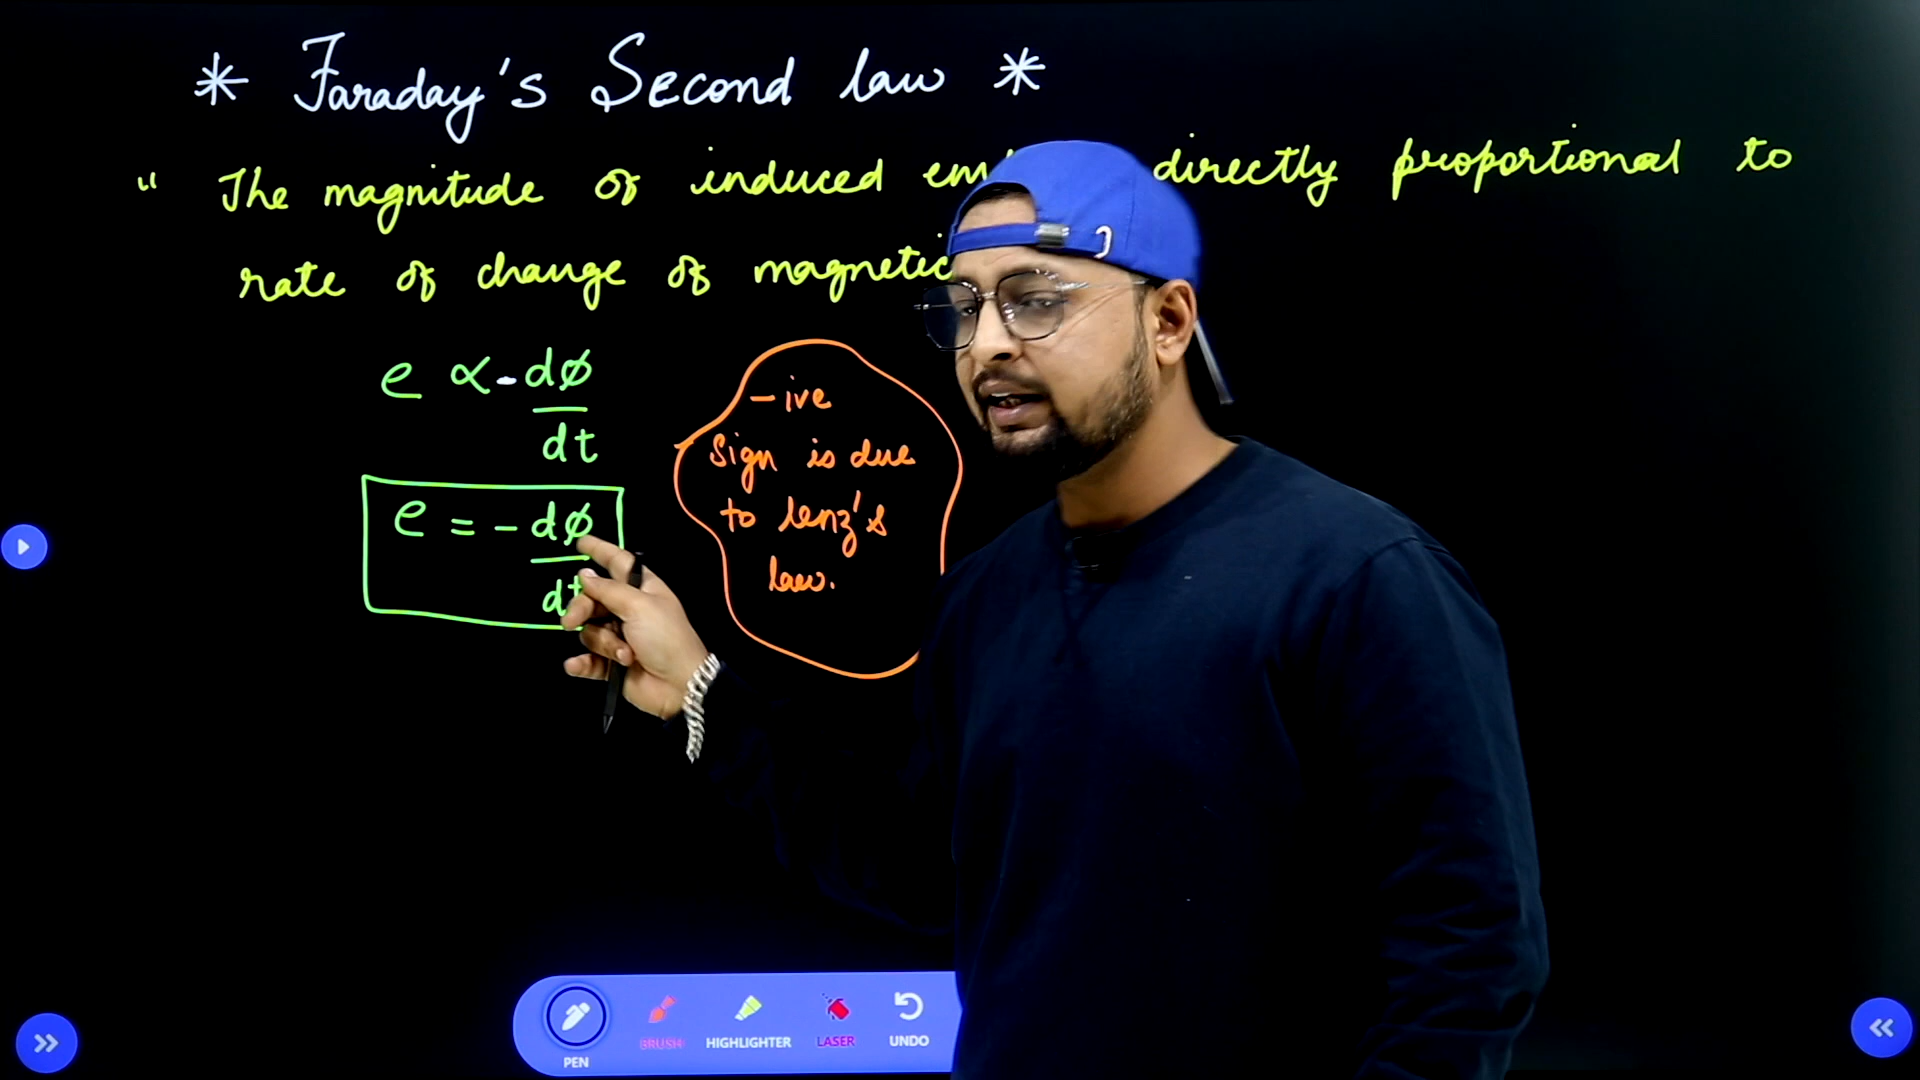 * Faraday's Second law *
" The magnitude of induced directly proportional to
rate of change of magnetic
e ∝ - dφ
dt
e = - dφ
dt
-ive
Sign is due
to lenz's
law.
PEN
BRUSH
HIGHLIGHTER
LASER
UNDO